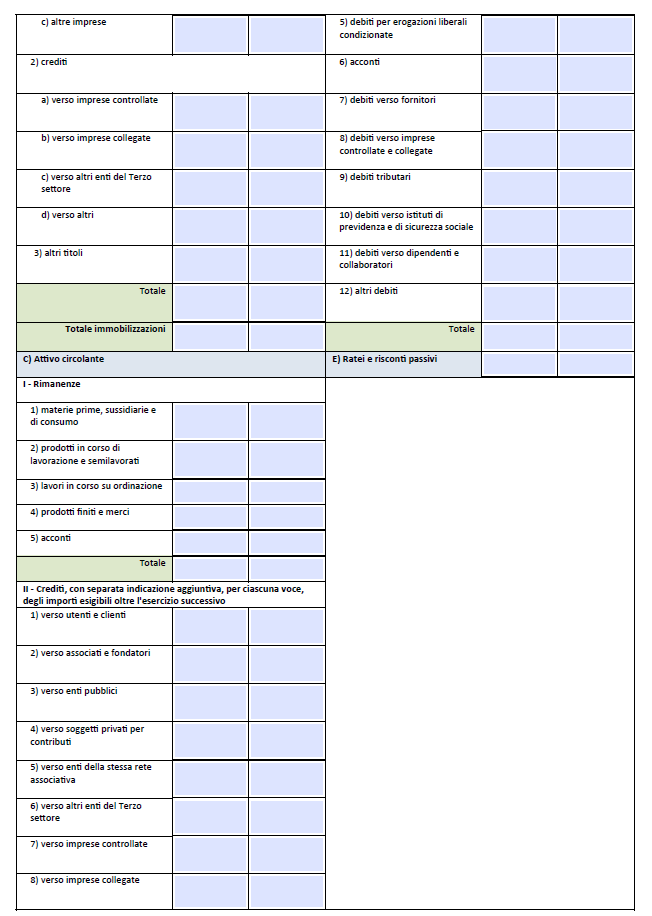 c) altre imprese
2) crediti
a) verso imprese controllate
b) verso imprese collegate
c) verso altri enti del Terzo
settore
d) verso altri
3) altri titoli
Totale
Totale immobilizzazioni
C) Attivo circolante
I - Rimanenze
1) materie prime, sussidiarie e
di consumo
2) prodotti in corso di
lavorazione e semilavorati
3) lavori in corso su ordinazione
4) prodotti finiti e merci
5) acconti
Totale
II - Crediti, con separata indicazione aggiuntiva, per ciascuna voce,
degli importi esigibili oltre l'esercizio successivo
1) verso utenti e clienti
2) verso associati e fondatori
3) verso enti pubblici
4) verso soggetti privati per
contributi
5) verso enti della stessa rete
associativa
6) verso altri enti del Terzo
settore
7) verso imprese controllate
8) verso imprese collegate
5) debiti per erogazioni liberali
condizionate
6) acconti
7) debiti verso fornitori
8) debiti verso imprese
controllate e collegate
9) debiti tributari
10) debiti verso istituti di
previdenza e di sicurezza sociale
11) debiti verso dipendenti e
collaboratori
12) altri debiti
Totale
E) Ratei e risconti passivi